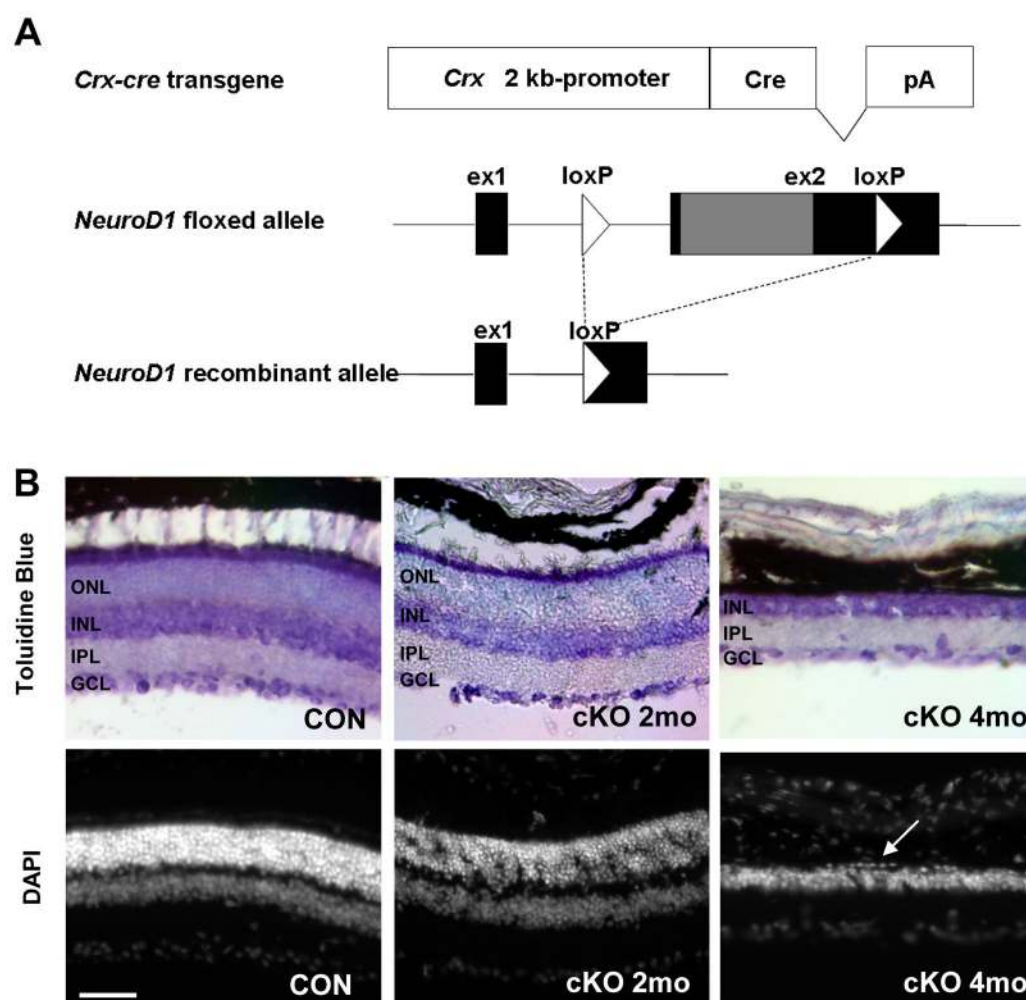 A
Crx-cre transgene
Crx 2 kb-promoter
Cre
pA
ex1
loxP
ex2
loxP
NeuroD1 floxed allele
ex1
loxP
NeuroD1 recombinant allele
B
Toluidine Blue
ONL
INL
IPL
GCL
CON
ONL
INL
IPL
GCL
cKO 2mo
INL
IPL
GCL
cKO 4mo
DAPI
CON
cKO 2mo
cKO 4mo